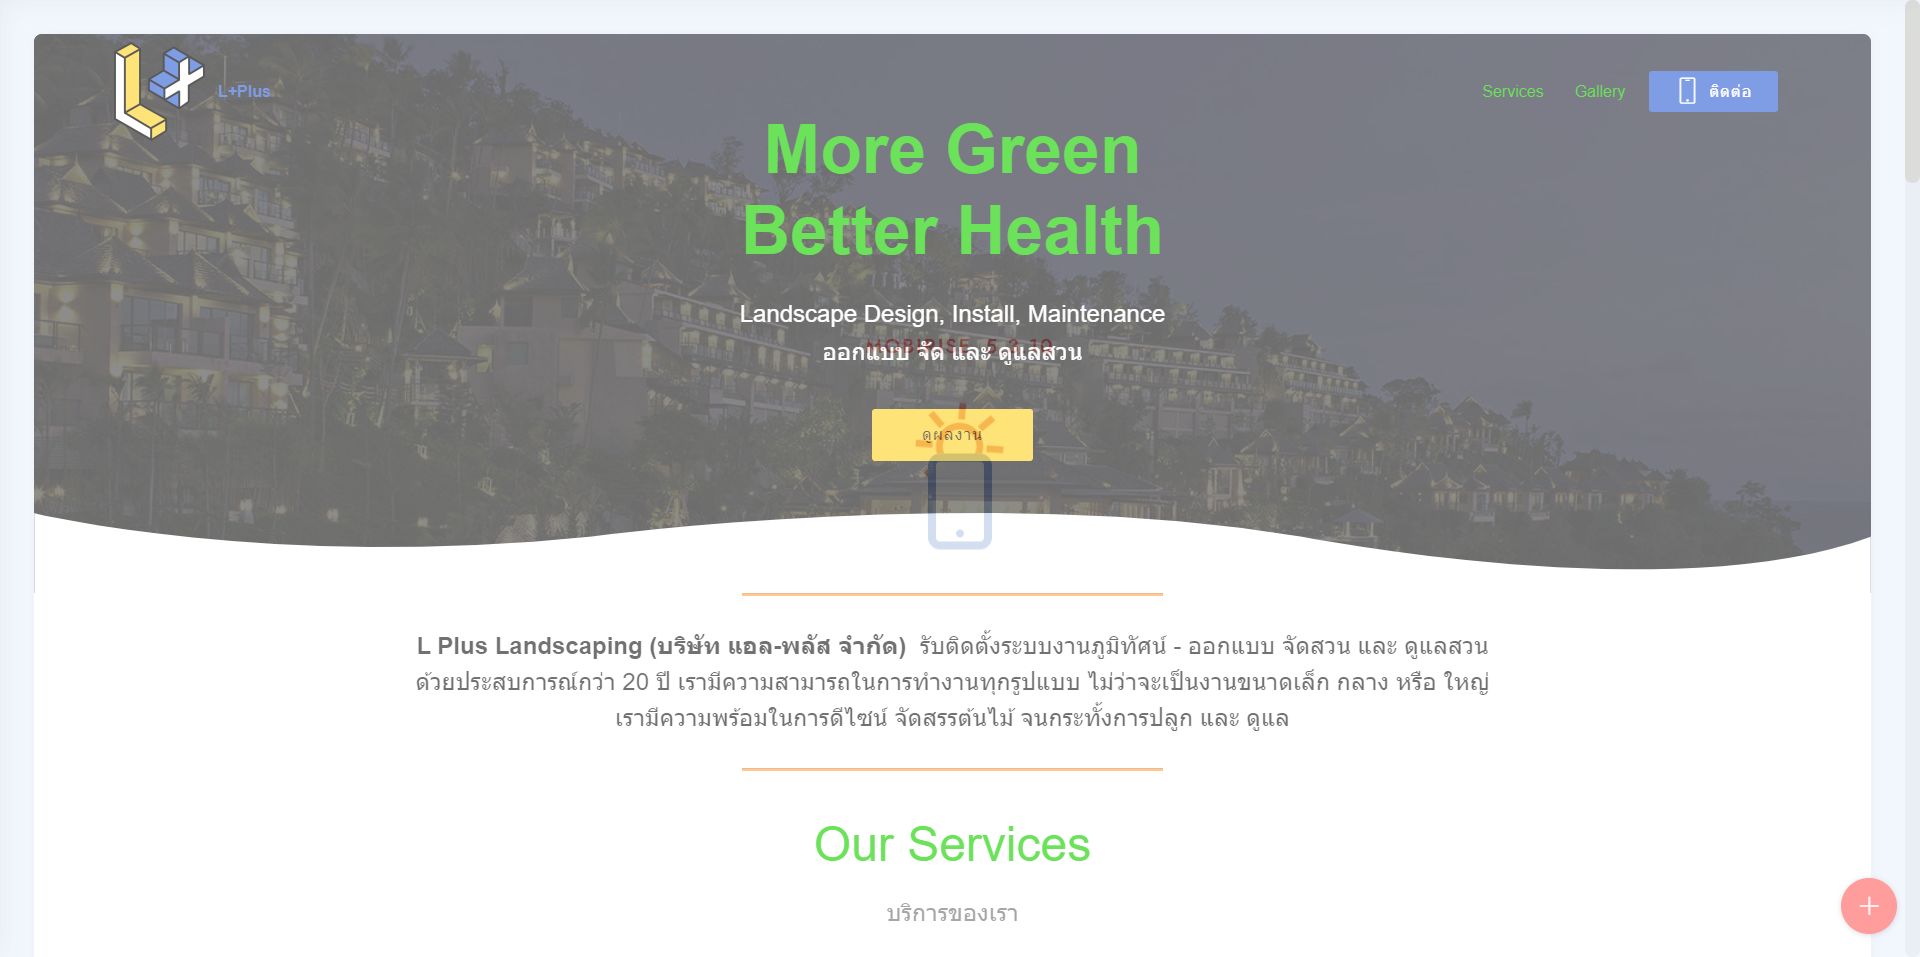 L+Plus
Services
Gallery
ติดต่อ
More Green
Better Health
Landscape Design, Install, Maintenance
MOBIRISE 5.3.10
ออกแบบ จัด และ ดูแลสวน
ดูผลงาน
L Plus Landscaping (บริษัท แอล-พลัส จำกัด) รับติดตั้งระบบงานภูมิทัศน์ - ออกแบบ จัดสวน และ ดูแลสวน
ด้วยประสบการณ์กว่า 20 ปี เรามีความสามารถในการทำงานทุกรูปแบบ ไม่ว่าจะเป็นงานขนาดเล็ก กลาง หรือ ใหญ่
เรามีความพร้อมในการดีไซน์ จัดสรรต้นไม้ จนกระทั้งการปลูก และ ดูแล
Our Services
บริการของเรา